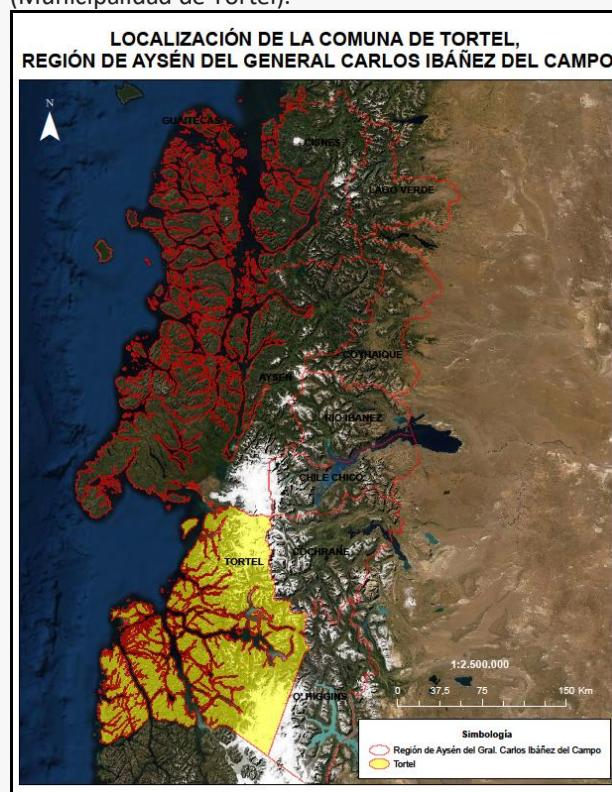 (Municipalidad de Tortel).
LOCALIZACIÓN DE LA COMUNA DE TORTEL,
REGIÓN DE AYSÉN DEL GENERAL CARLOS IBÁÑEZ DEL CAMPO
N
GUAITECAS
CISNES
LAGO VERDE
COYHAIQUE
AYSÉN
RÍO IBÁÑEZ
CHILE CHICO
TORTEL
COCHRANE
O'HIGGINS
1:2.500.000
0 37,5 75 150 Km
Simbología
Región de Aysén del Gral. Carlos Ibáñez del Campo
Tortel